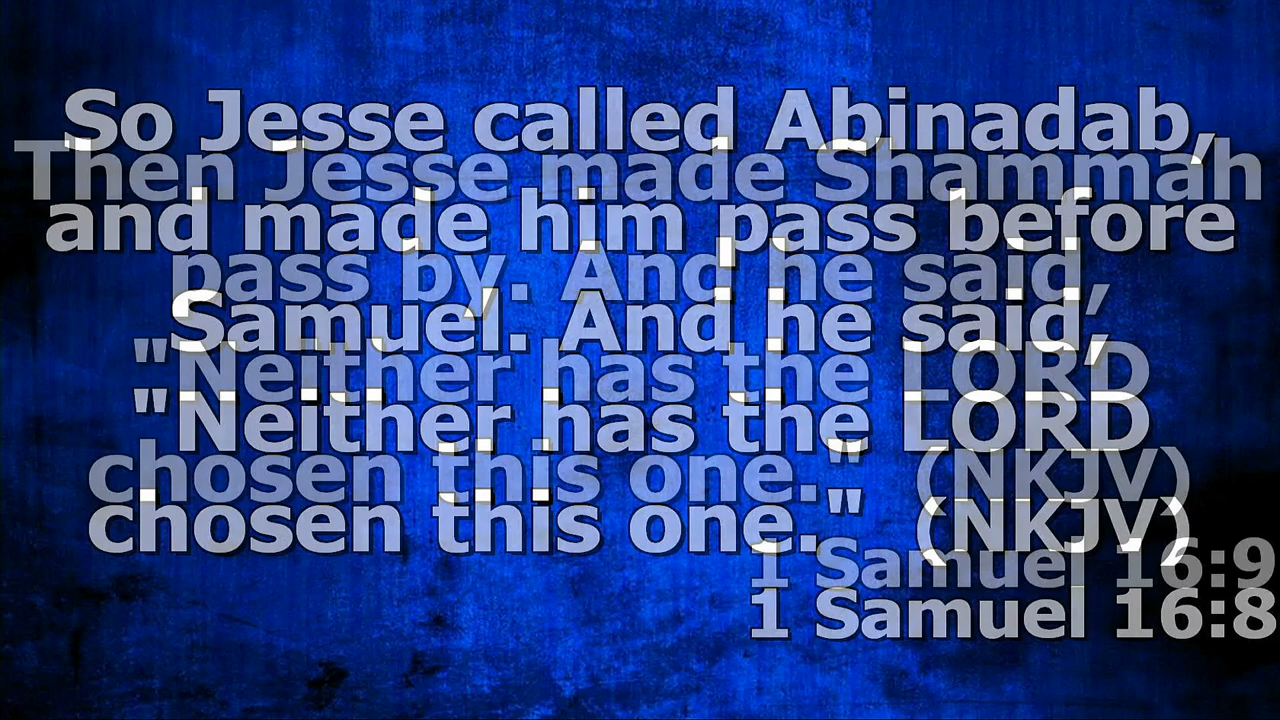 So Jesse called Abinadab,
Then Jesse made Shammah
and made him pass before
pass by. And he said,
Samuel. And he said,
"Neither has the LORD
"Neither has the LORD
chosen this one." (NKJV)
chosen this one." (NKJV)
1 Samuel 16:9
1 Samuel 16:8